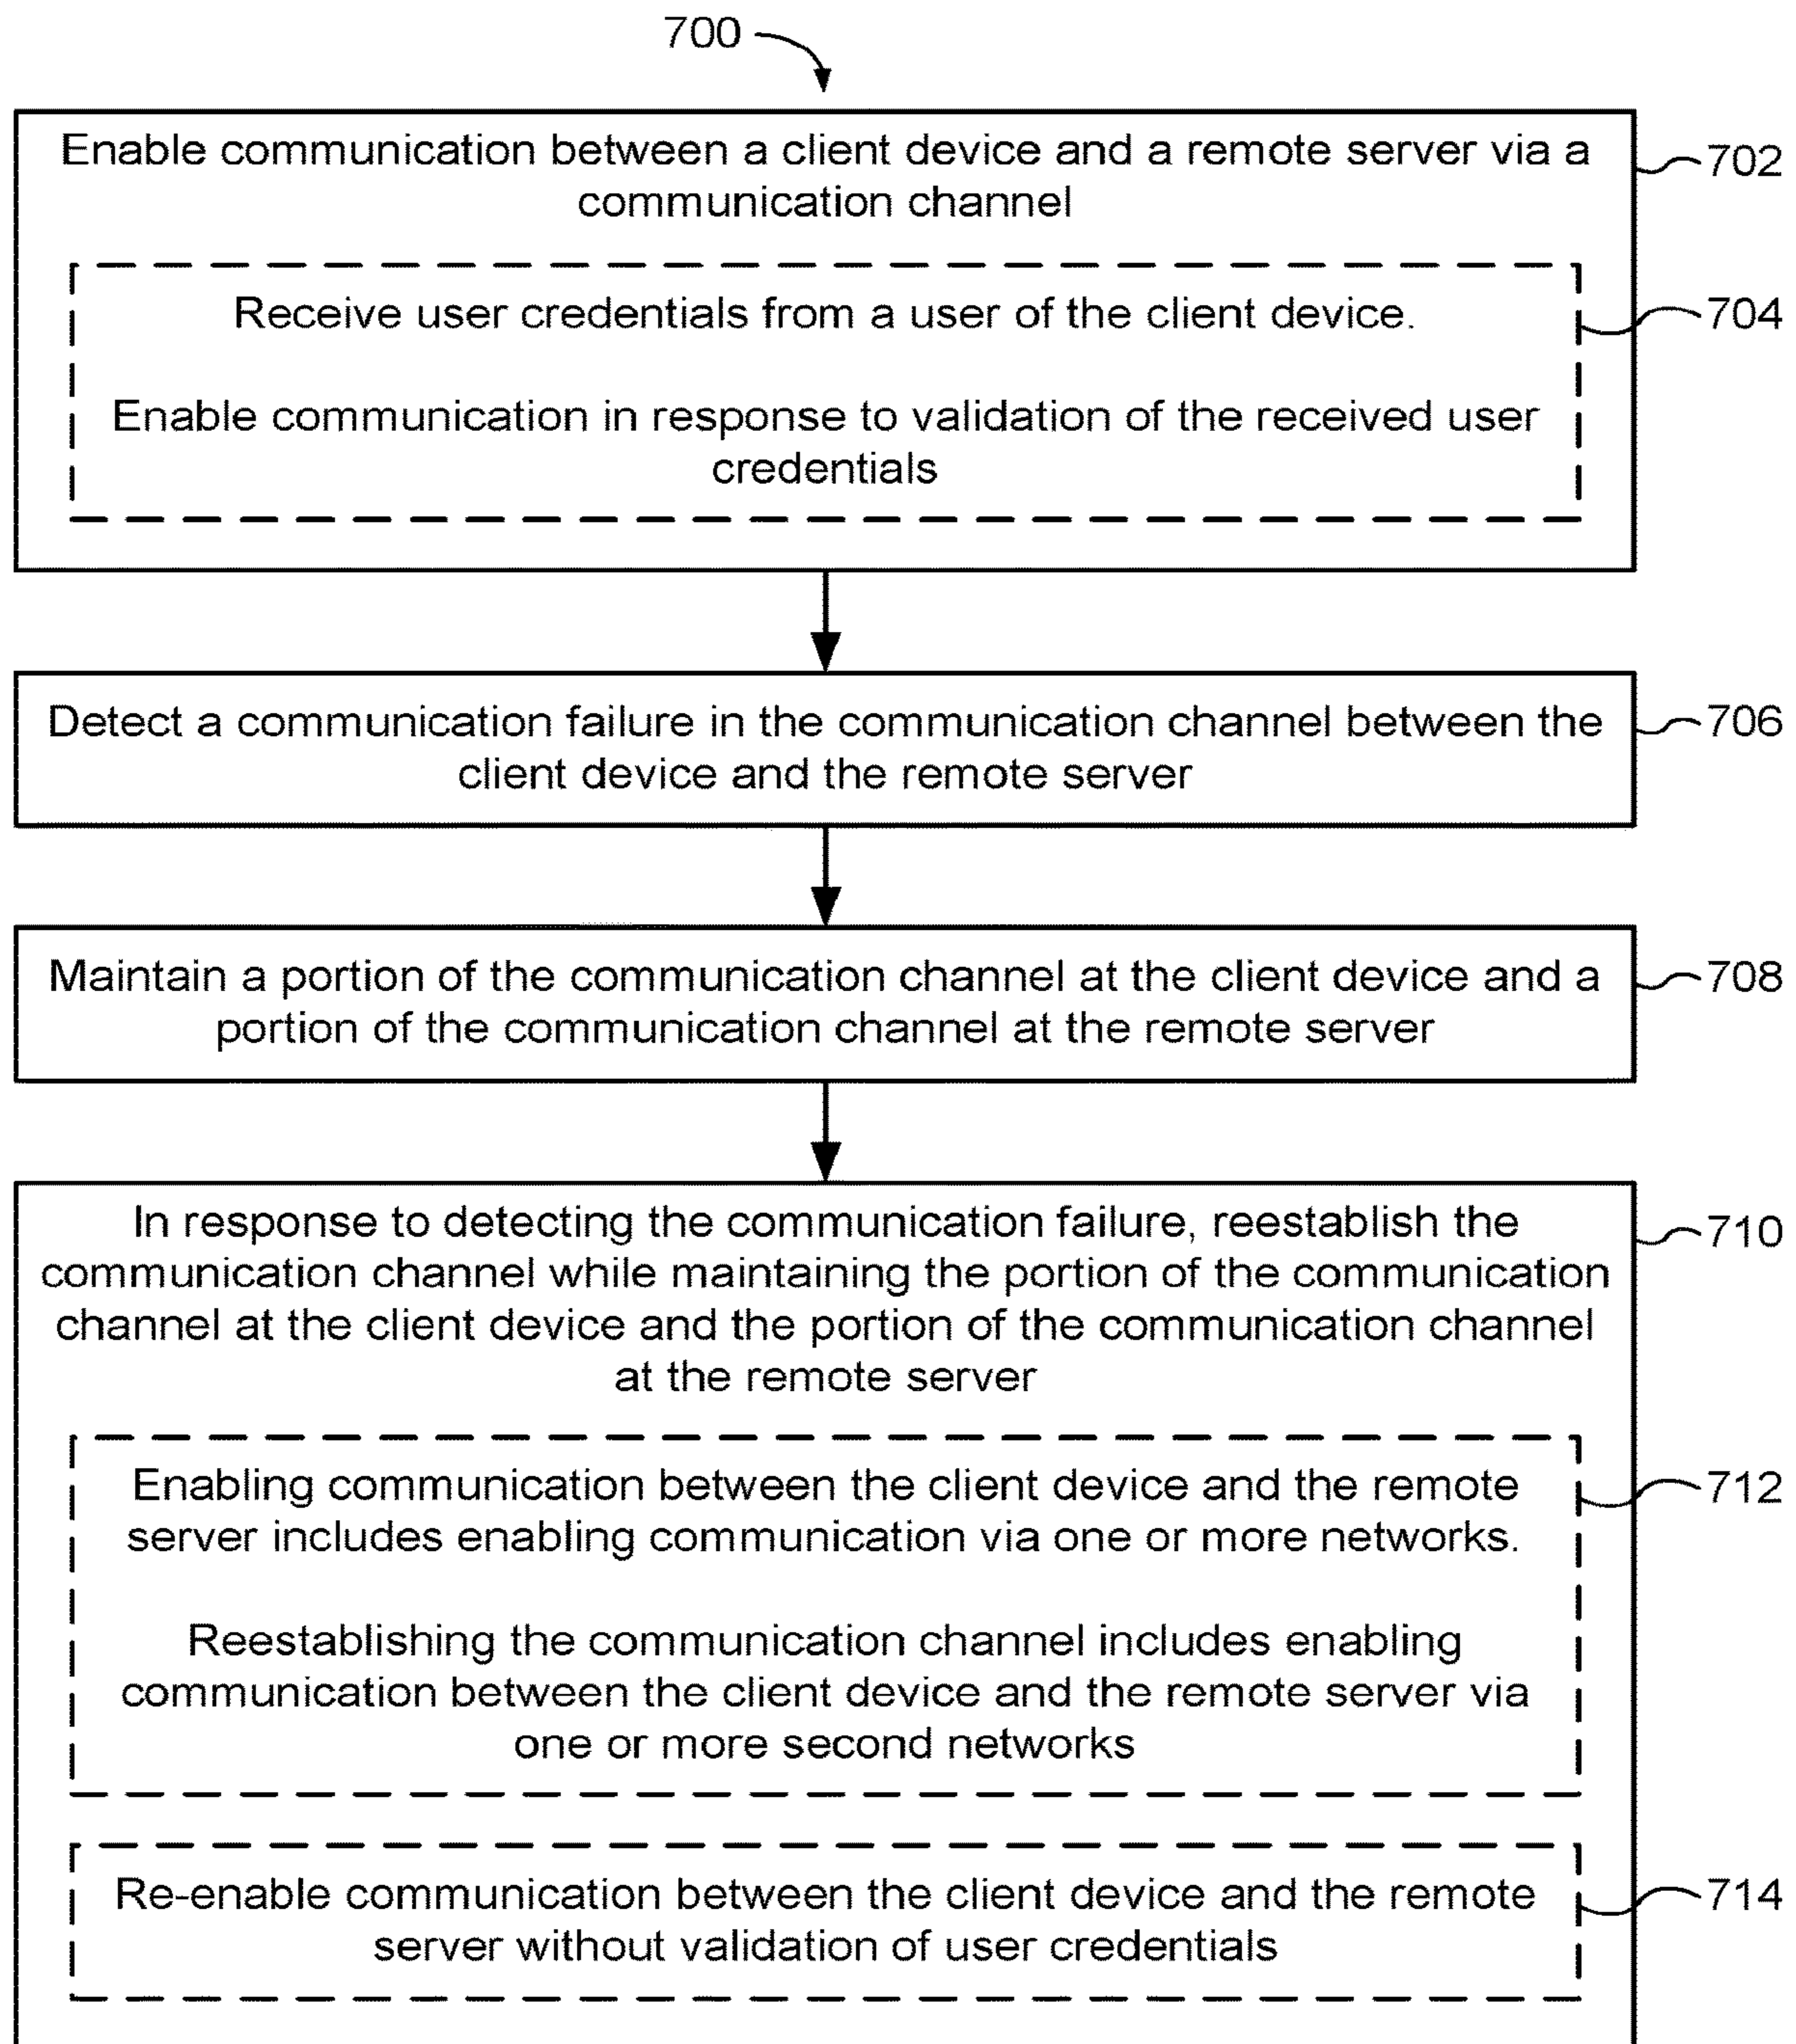 700
Enable communication between a client device and a remote server via a
communication channel
702
Receive user credentials from a user of the client device.
704
Enable communication in response to validation of the received user
credentials
Detect a communication failure in the communication channel between the
706
client device and the remote server
Maintain a portion of the communication channel at the client device and a
708
portion of the communication channel at the remote server
In response to detecting the communication failure, reestablish the
710
communication channel while maintaining the portion of the communication
channel at the client device and the portion of the communication channel
at the remote server
Enabling communication between the client device and the remote
712
server includes enabling communication via one or more networks.
Reestablishing the communication channel includes enabling
communication between the client device and the remote server via
one or more second networks
Re-enable communication between the client device and the remote
714
server without validation of user credentials